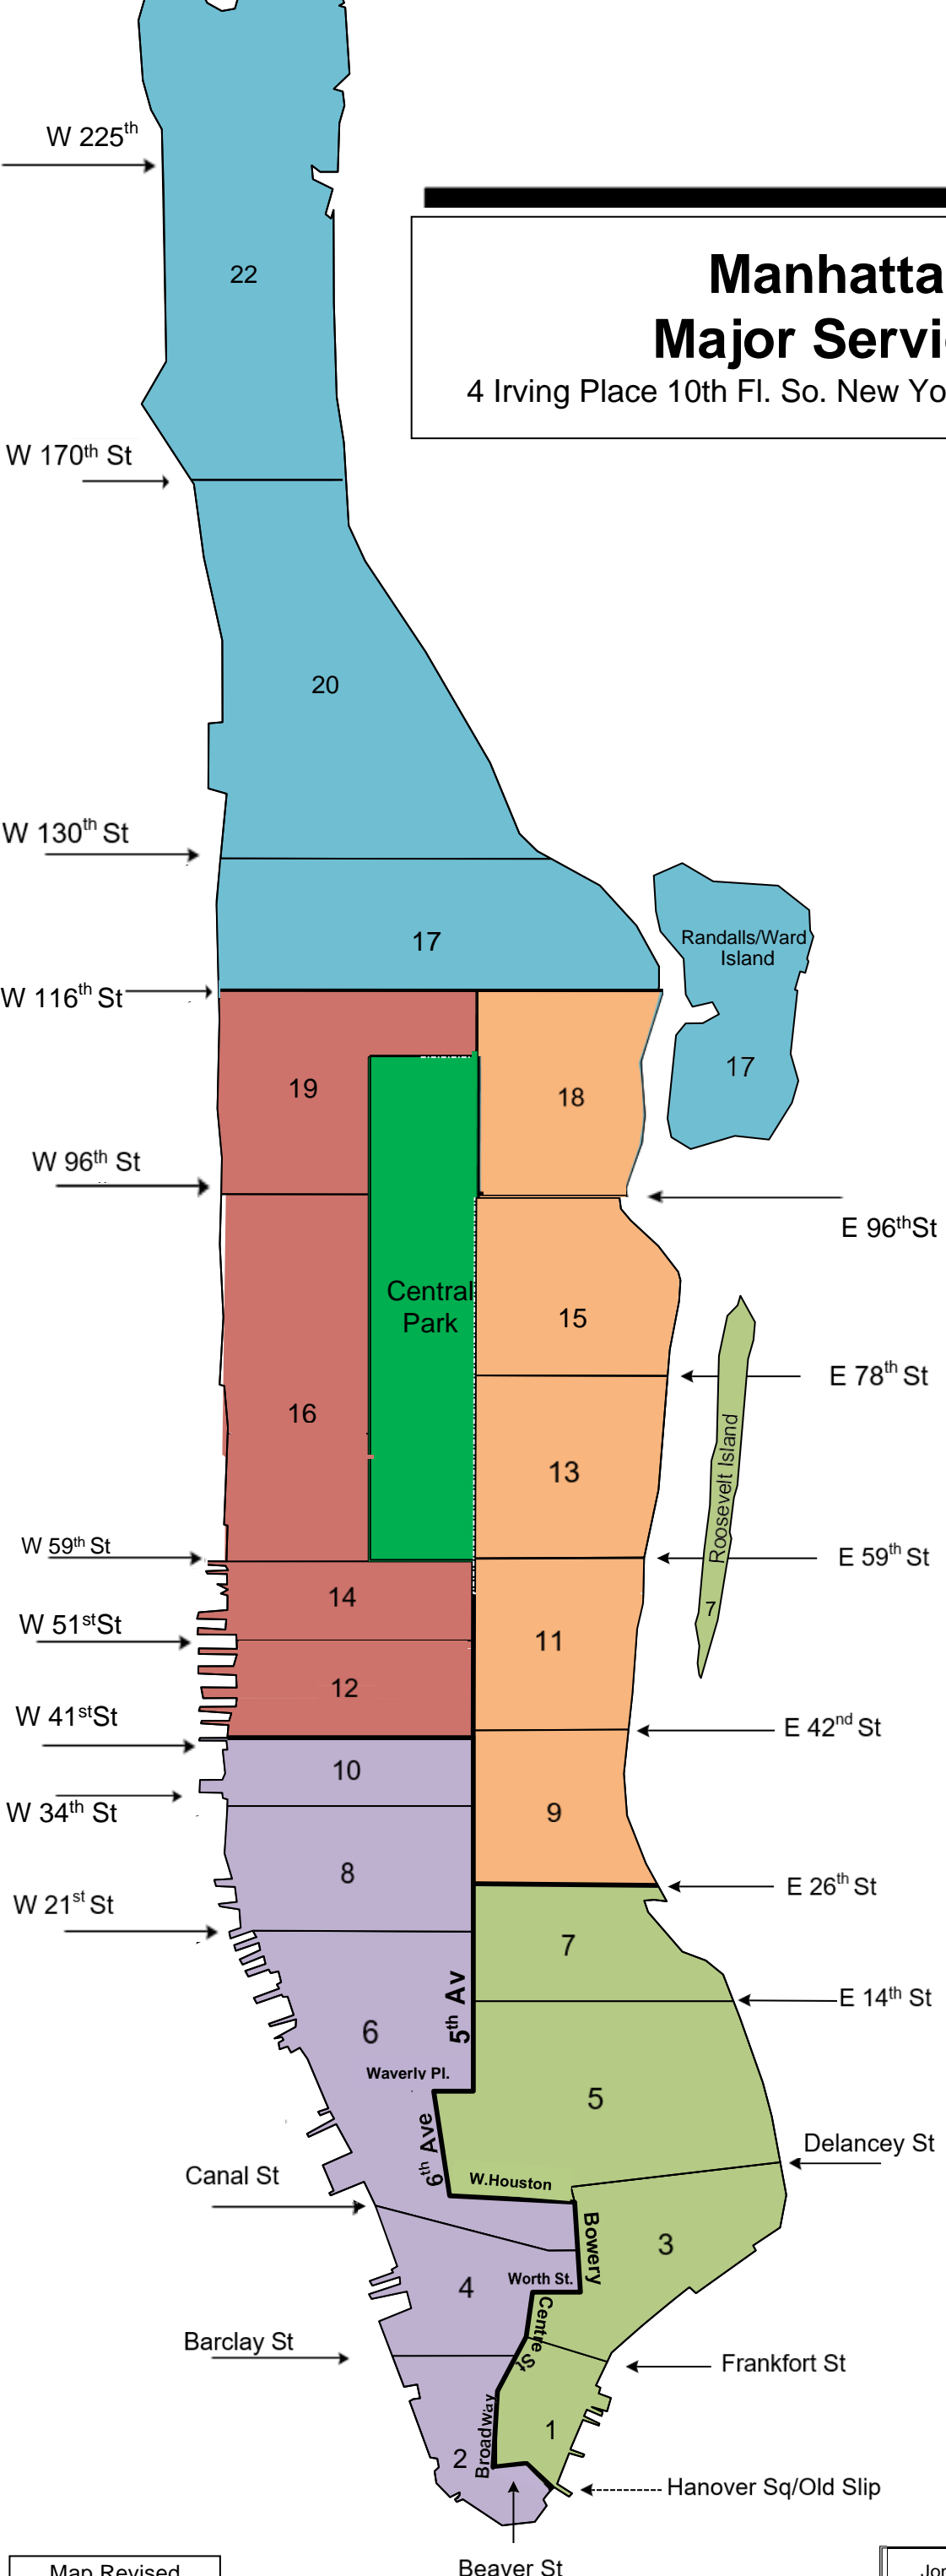 W 225th
Manhatta
Major Servi
4 Irving Place 10th Fl. So. New Yo
22
W 170th St
20
W 130th St
Randalls/Ward
Island
17
W 116th St
17
19
18
W 96th St
E 96thSt
Central
Park
15
E 78th St
16
13
Roosevelt Island
7
W 59th St
E 59th St
14
W 51stSt
11
12
W 41stSt
E 42nd St
10
W 34th St
9
8
E 26th St
W 21st St
7
5th Av
E 14th St
6
Waverly Pl.
5
6th Ave
Delancey St
Canal St
W.Houston
Bowery
3
4
Worth St.
Centre St
Barclay St
Frankfort St
Broadway
1
2
Hanover Sq/Old Slip
Beaver St
Map Revised
Jor